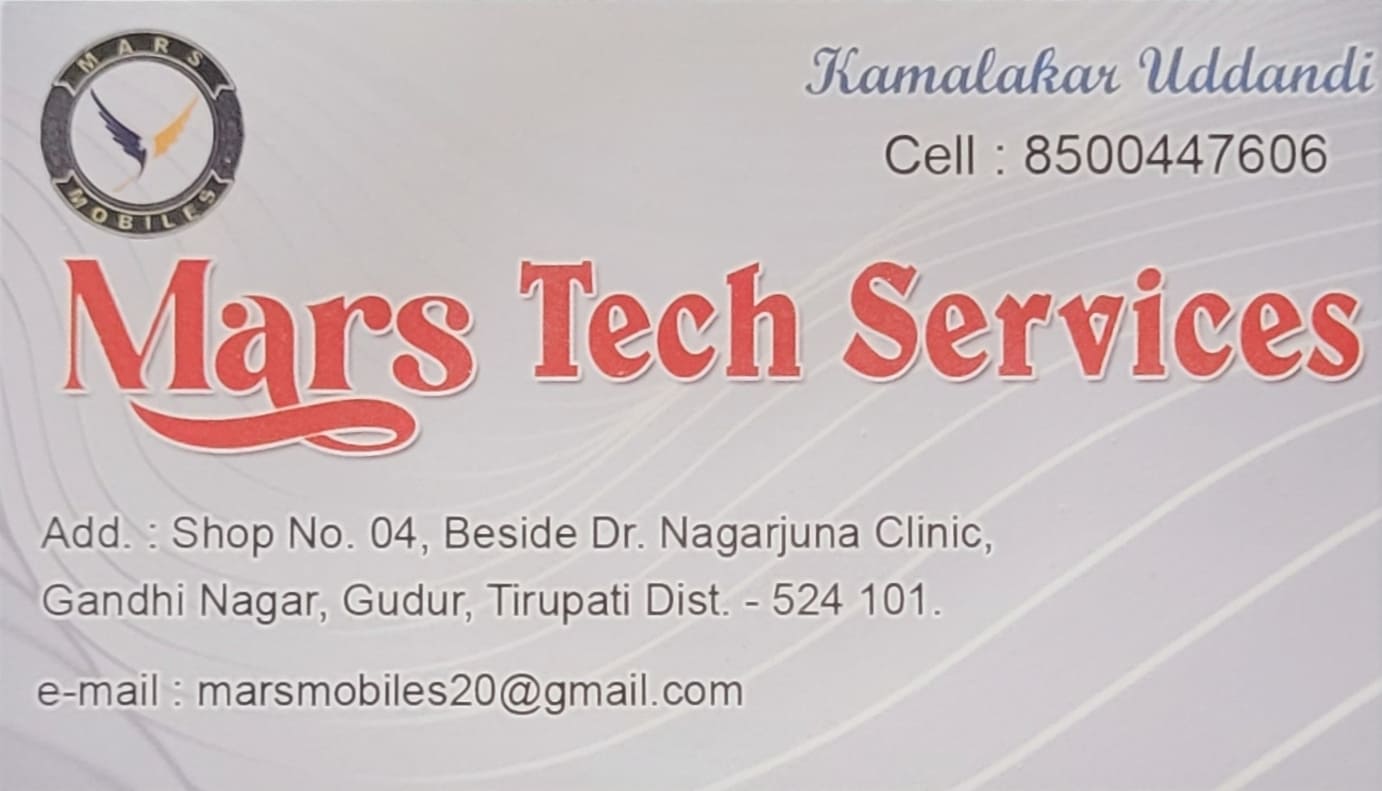 MARS
MOBILES
Kamalakar Uddandi
Cell : 8500447606
Mars Tech Services
Add. : Shop No. 04, Beside Dr. Nagarjuna Clinic,
Gandhi Nagar, Gudur, Tirupati Dist. - 524 101.
e-mail : marsmobiles20@gmail.com